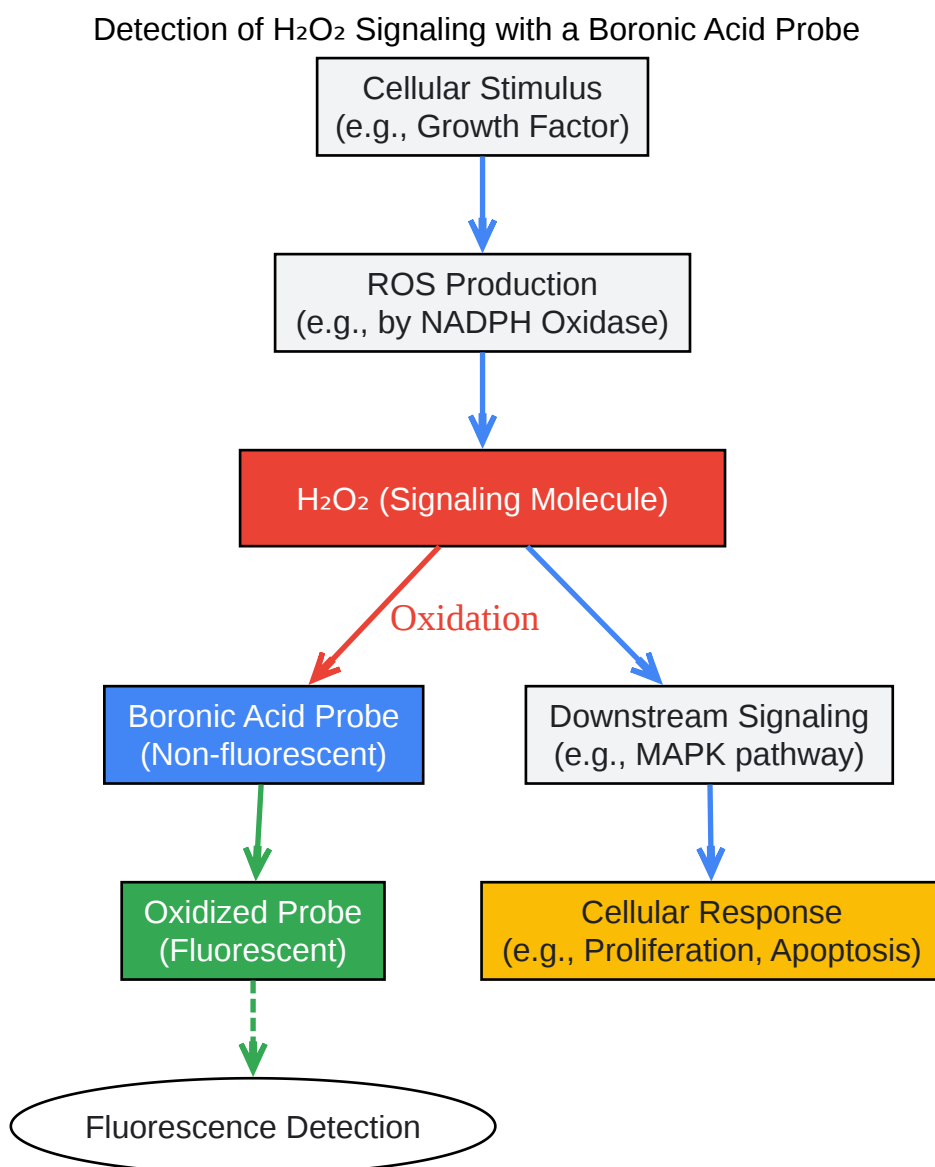 Detection of H₂O₂ Signaling with a Boronic Acid Probe
Cellular Stimulus
(e.g., Growth Factor)
ROS Production
(e.g., by NADPH Oxidase)
H₂O₂ (Signaling Molecule)
Oxidation
Boronic Acid Probe
(Non-fluorescent)
Downstream Signaling
(e.g., MAPK pathway)
Oxidized Probe
(Fluorescent)
Cellular Response
(e.g., Proliferation, Apoptosis)
Fluorescence Detection